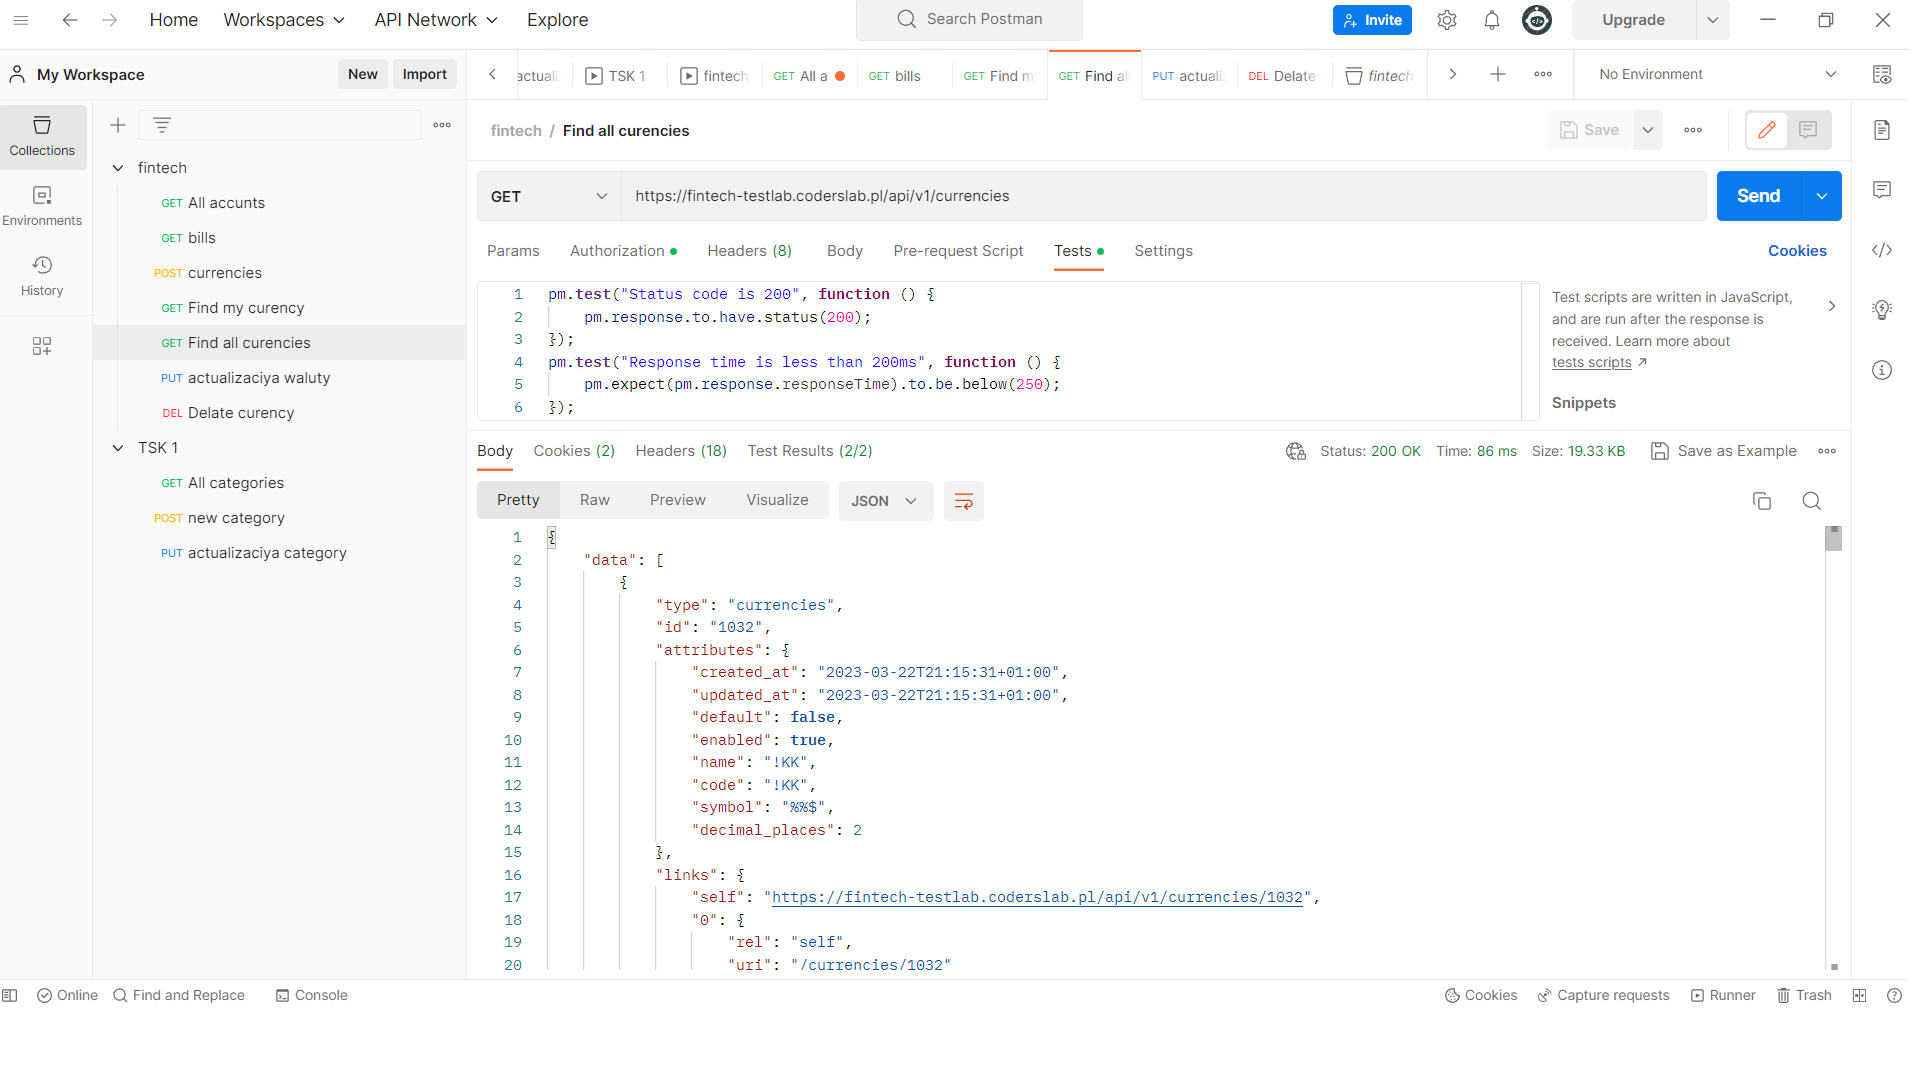 Home Workspaces API Network Explore Search Postman Invite Upgrade
My Workspace New Import
actuali TSK 1 fintech GET All a GET bills GET Find m GET Find all PUT actuali DEL Delate fintech No Environment
Collections
Environments
History
fintech
GET All accunts
GET bills
POST currencies
GET Find my curency
GET Find all curencies
PUT actualizaciya waluty
DEL Delate curency
TSK 1
GET All categories
POST new category
PUT actualizaciya category
fintech / Find all curencies Save
GET https://fintech-testlab.coderslab.pl/api/v1/currencies Send
Params Authorization Headers (8) Body Pre-request Script Tests Settings Cookies
1 pm.test("Status code is 200", function () {
2 pm.response.to.have.status(200);
3 });
4 pm.test("Response time is less than 200ms", function () {
5 pm.expect(pm.response.responseTime).to.be.below(250);
6 });
Test scripts are written in JavaScript,
and are run after the response is
received. Learn more about
tests scripts ↗
Snippets
Body Cookies (2) Headers (18) Test Results (2/2) Status: 200 OK Time: 86 ms Size: 19.33 KB Save as Example
Pretty Raw Preview Visualize JSON
1 {
2 "data": [
3 {
4 "type": "currencies",
5 "id": "1032",
6 "attributes": {
7 "created_at": "2023-03-22T21:15:31+01:00",
8 "updated_at": "2023-03-22T21:15:31+01:00",
9 "default": false,
10 "enabled": true,
11 "name": "!KK",
12 "code": "!KK",
13 "symbol": "%%$",
14 "decimal_places": 2
15 },
16 "links": {
17 "self": "https://fintech-testlab.coderslab.pl/api/v1/currencies/1032",
18 "0": {
19 "rel": "self",
20 "uri": "/currencies/1032"
Online Find and Replace Console Cookies Capture requests Runner Trash